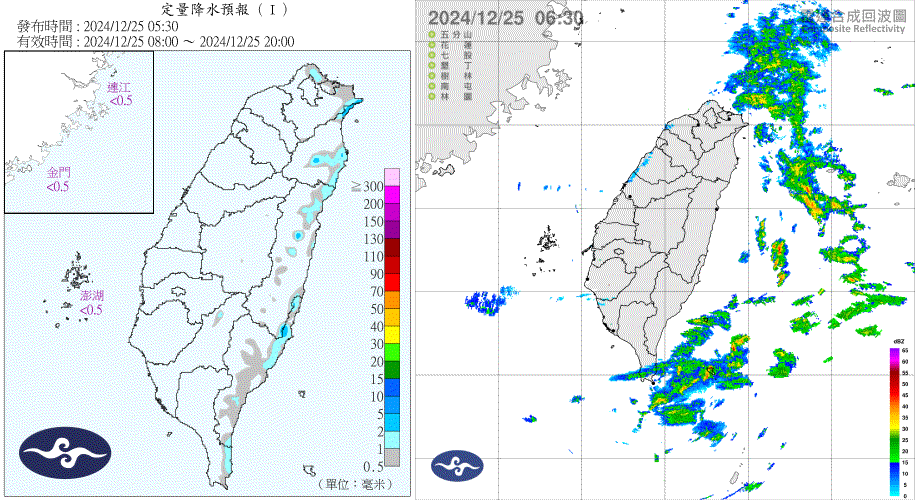 定量降水預報 ( I )
發布時間 : 2024/12/25 05:30
有效時間 : 2024/12/25 08:00 ~ 2024/12/25 20:00
連江
<0.5
金門
<0.5
澎湖
<0.5
≥
300
200
150
130
110
90
70
50
40
30
20
15
10
5
2
1
0.5
(單位：毫米)
2024/12/25 06:30
合成回波圖
Composite Reflectivity
五分山
花蓮
七股
墾丁
樹林
南屯
林園
dBZ
65
60
55
50
45
40
35
30
25
20
15
10
5
0